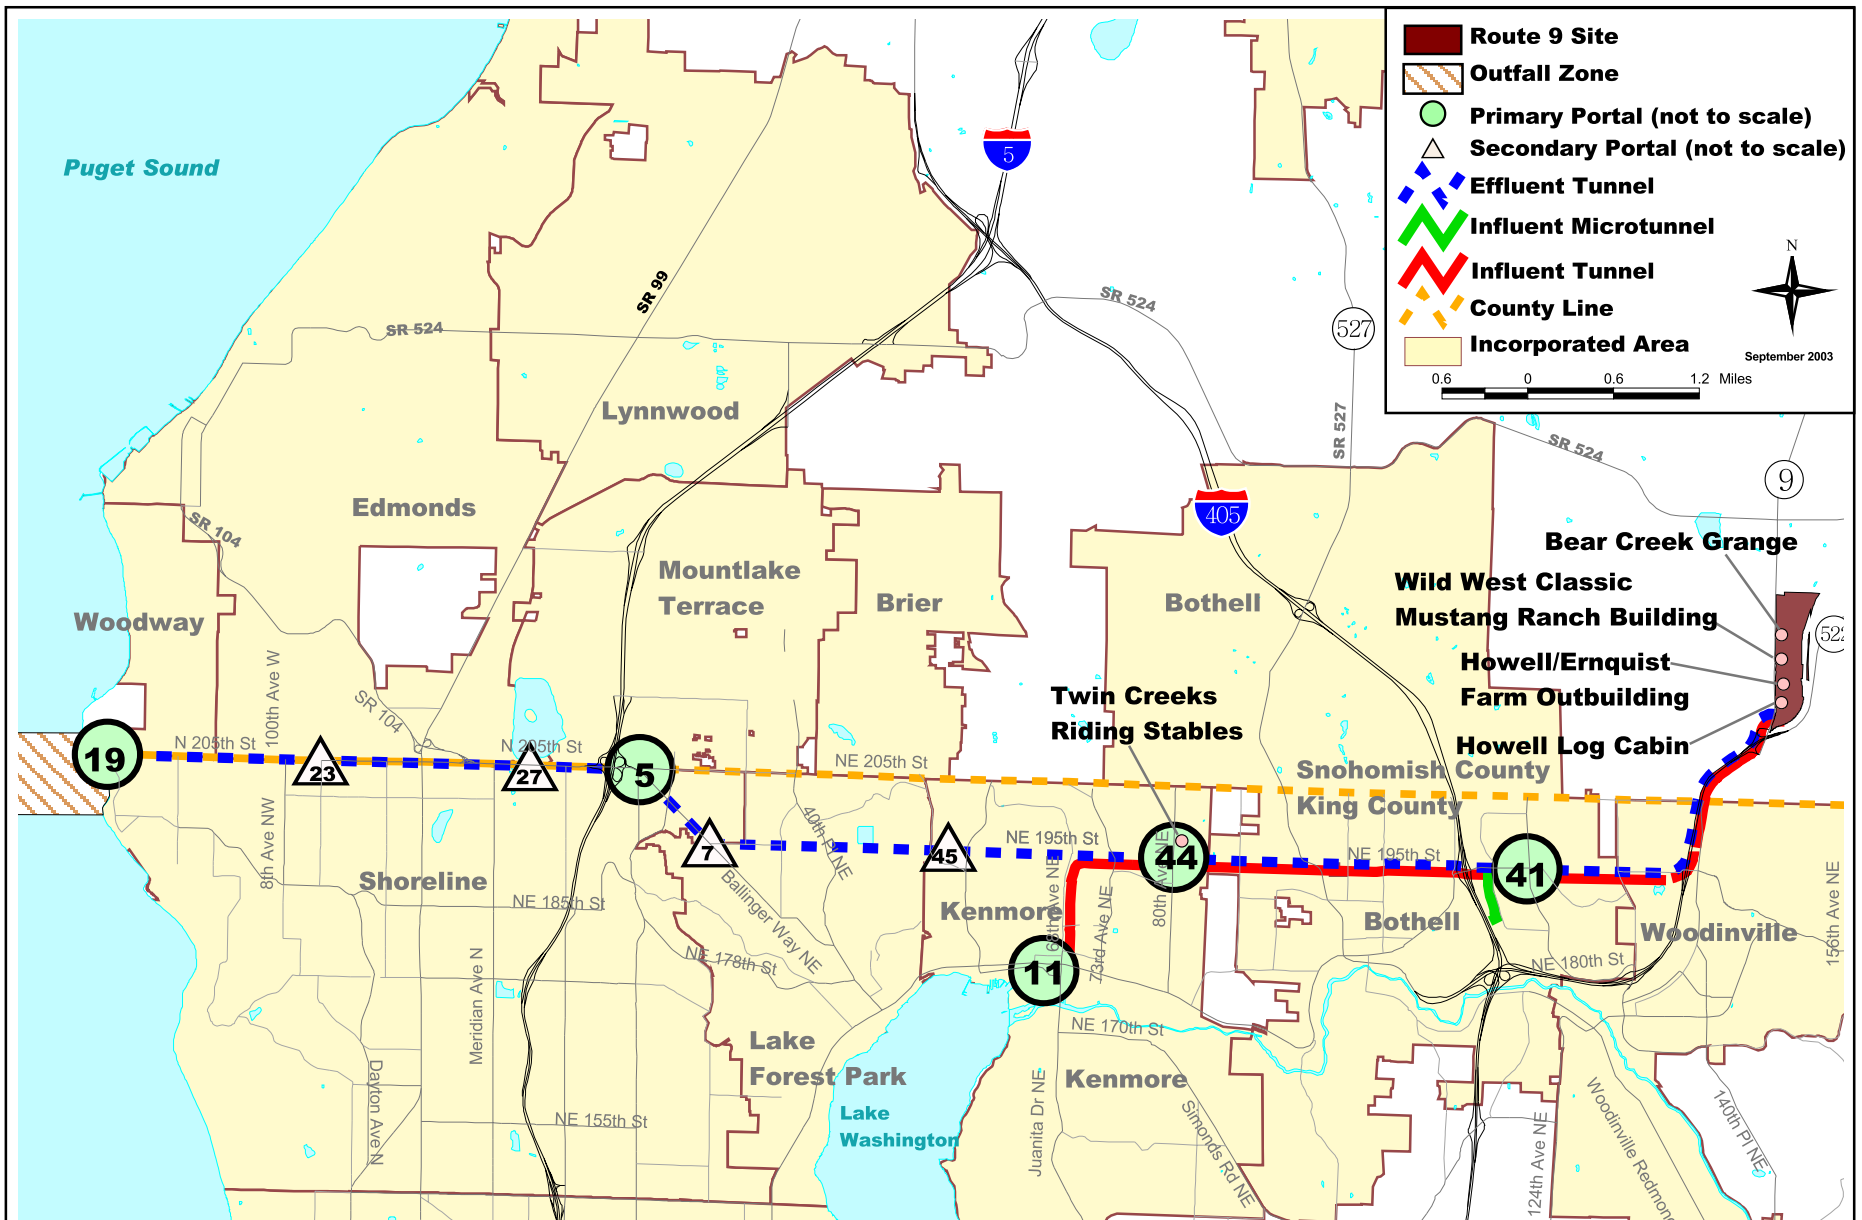 Route 9 Site
Outfall Zone
Primary Portal (not to scale)
Secondary Portal (not to scale)
Effluent Tunnel
Influent Microtunnel
Influent Tunnel
County Line
Incorporated Area
N
September 2003
0.6 0 0.6 1.2 Miles
Puget Sound
5
SR 99
SR 524
SR 524
527
SR 527
SR 524
9
Lynnwood
Edmonds
SR 104
405
Bear Creek Grange
Wild West Classic
Mustang Ranch Building
Howell/Ernquist
Farm Outbuilding
Howell Log Cabin
522
Mountlake
Terrace
Brier
Bothell
Woodway
100th Ave W
SR 104
Twin Creeks
Riding Stables
N 205th St
N 205th St
NE 205th St
Snohomish County
King County
19
23
27
5
7
45
44
41
11
NE 195th St
NE 195th St
40th Pl NE
8th Ave NW
Shoreline
NE 185th St
Ballinger Way NE
Kenmore
68th Ave NE
73rd Ave NE
80th Ave NE
Bothell
Woodinville
156th Ave NE
NE 178th St
NE 180th St
Meridian Ave N
Dayton Ave N
Lake
Forest Park
Lake
Washington
NE 170th St
Kenmore
Juanita Dr NE
Simonds Rd NE
NE 155th St
124th Ave NE
Woodinville Redmond
140th Pl NE